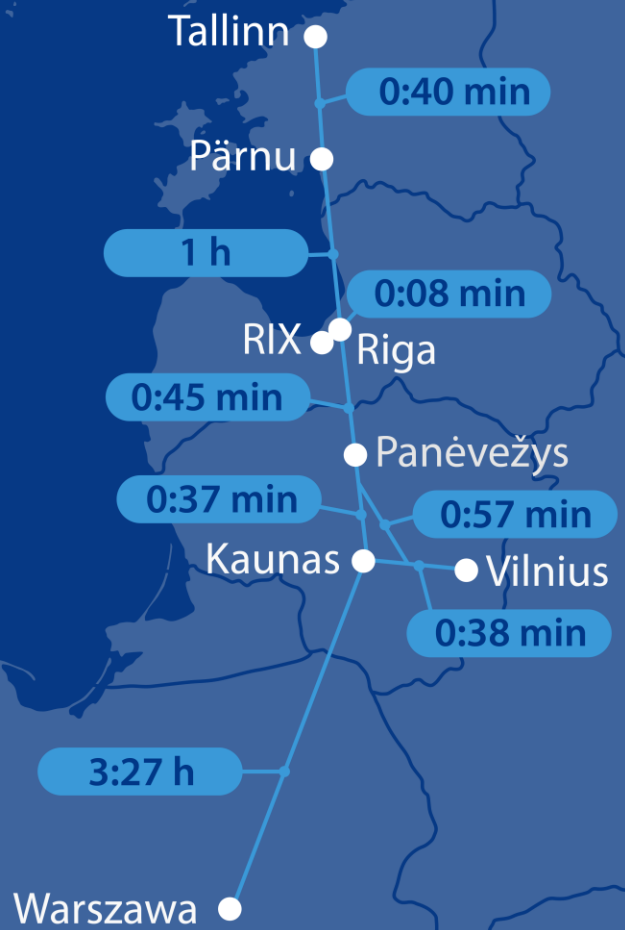 Tallinn
0:40 min
Pärnu
1 h
0:08 min
RIX
Riga
0:45 min
Panėvežys
0:37 min
0:57 min
Kaunas
Vilnius
0:38 min
3:27 h
Warszawa